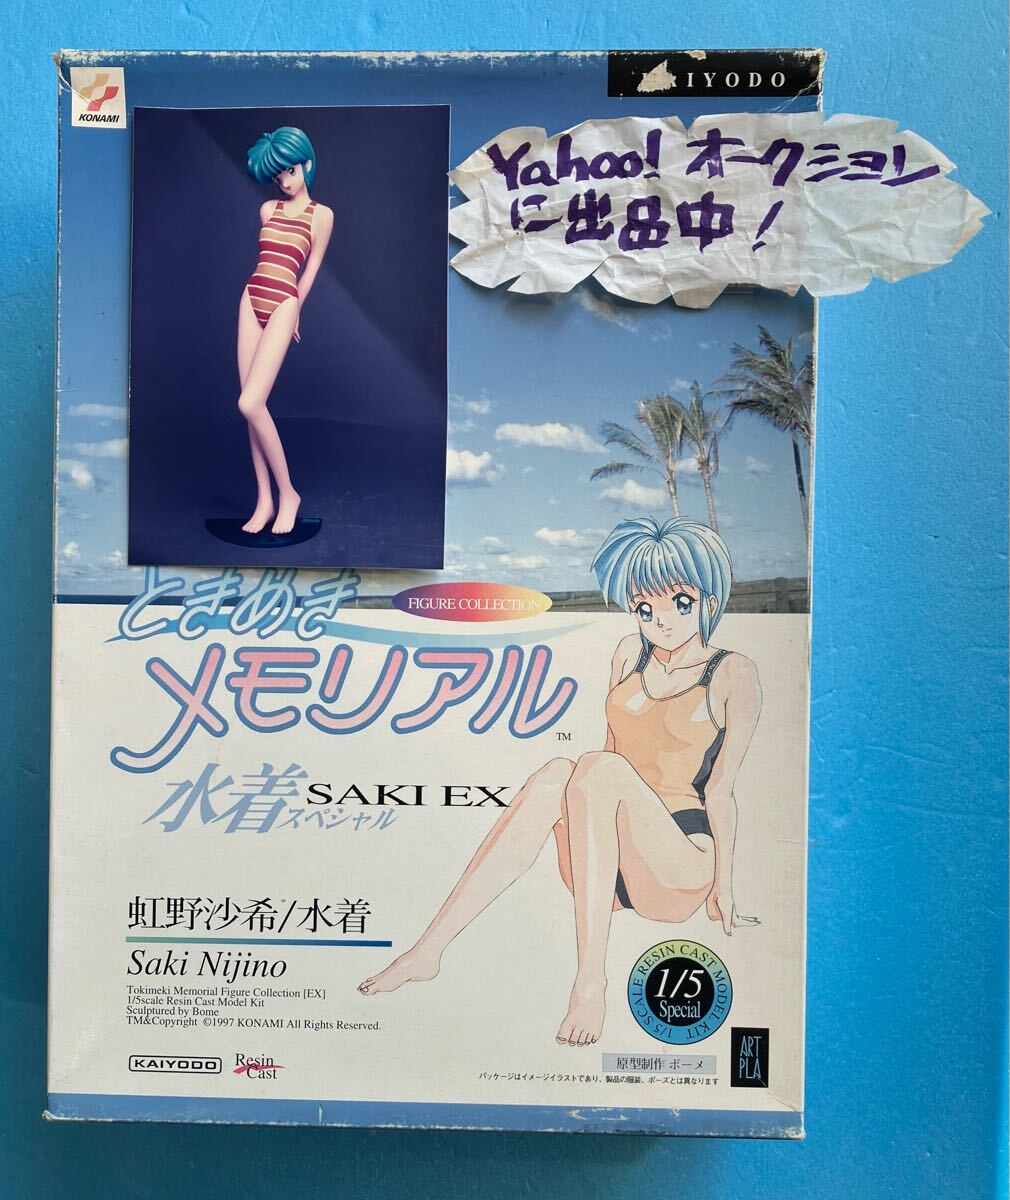 KONAMI
KAIYODO
Yahoo! オークション
に出品中!
ときめき
FIGURE COLLECTION
メモリアル
TM
水着 SAKI EX
スペシャル
虹野沙希/水着
Saki Nijino
Tokimeki Memorial Figure Collection [EX]
1/5scale Resin Cast Model Kit
Sculptured by Bome
TM&Copyright ©1997 KONAMI All Rights Reserved.
KAIYODO
Resin
Cast
1/5 SCALE RESIN CAST MODEL KIT
1/5
Special
原型制作 ボーメ
ART
PLA
パッケージはイメージイラストであり、製品の服装、ポーズとは異なります